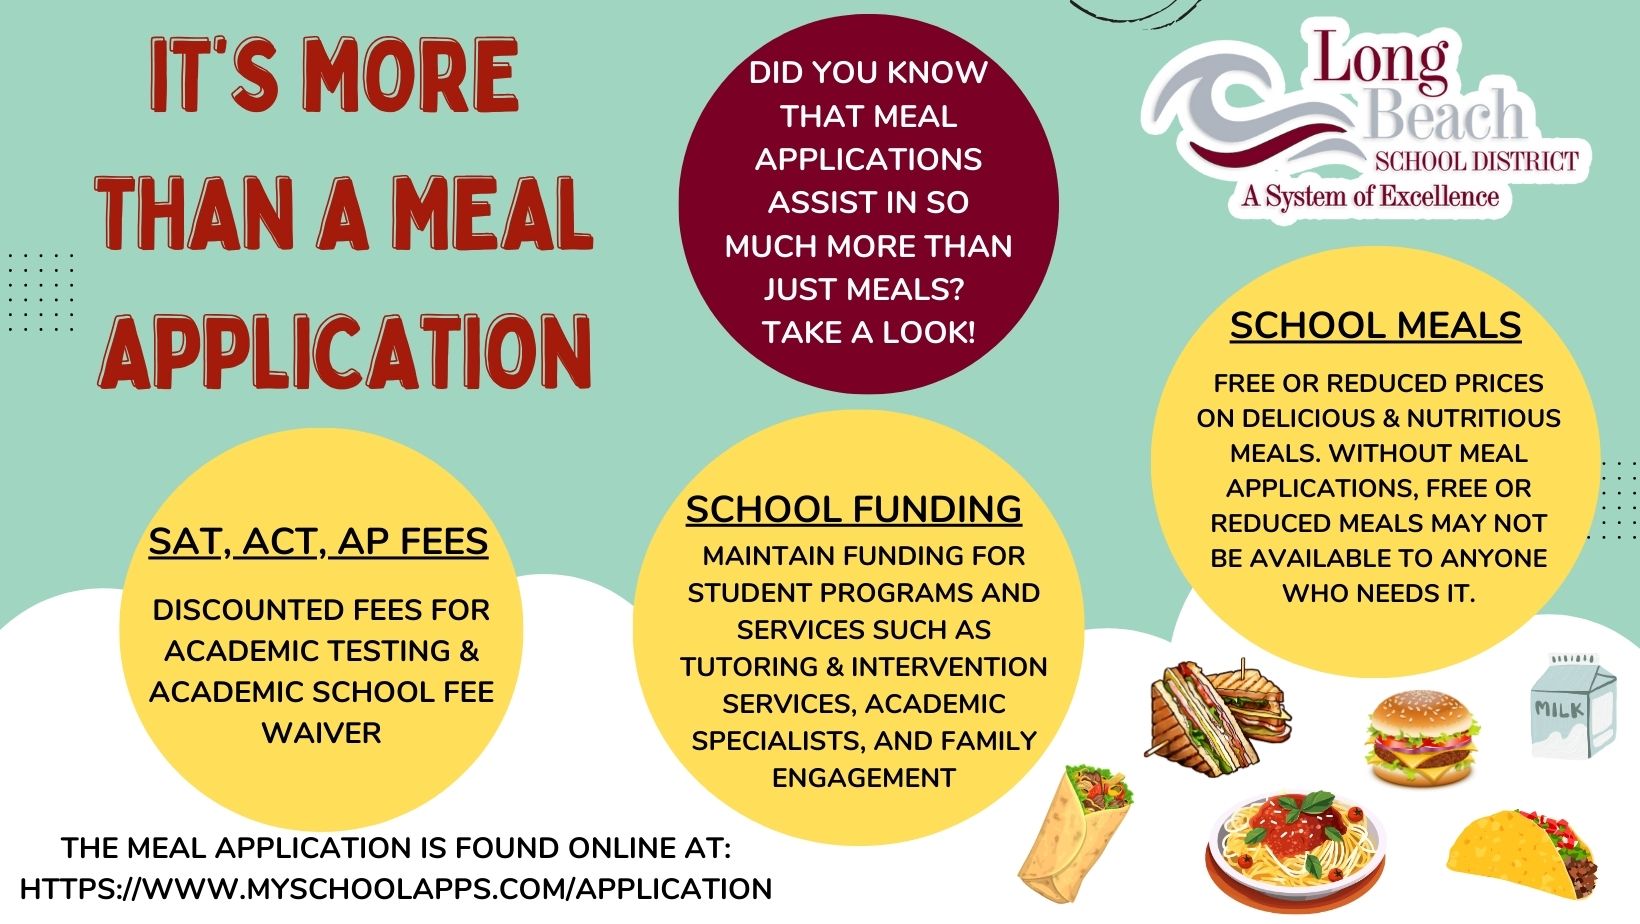 IT'S MORE
THAN A MEAL
APPLICATION
DID YOU KNOW
THAT MEAL
APPLICATIONS
ASSIST IN SO
MUCH MORE THAN
JUST MEALS?
TAKE A LOOK!
Long
Beach
SCHOOL DISTRICT
A System of Excellence
SCHOOL MEALS
FREE OR REDUCED PRICES
ON DELICIOUS & NUTRITIOUS
MEALS. WITHOUT MEAL
APPLICATIONS, FREE OR
REDUCED MEALS MAY NOT
BE AVAILABLE TO ANYONE
WHO NEEDS IT.
SAT, ACT, AP FEES
DISCOUNTED FEES FOR
ACADEMIC TESTING &
ACADEMIC SCHOOL FEE
WAIVER
SCHOOL FUNDING
MAINTAIN FUNDING FOR
STUDENT PROGRAMS AND
SERVICES SUCH AS
TUTORING & INTERVENTION
SERVICES, ACADEMIC
SPECIALISTS, AND FAMILY
ENGAGEMENT
MILK
THE MEAL APPLICATION IS FOUND ONLINE AT:
HTTPS://WWW.MYSCHOOLAPPS.COM/APPLICATION